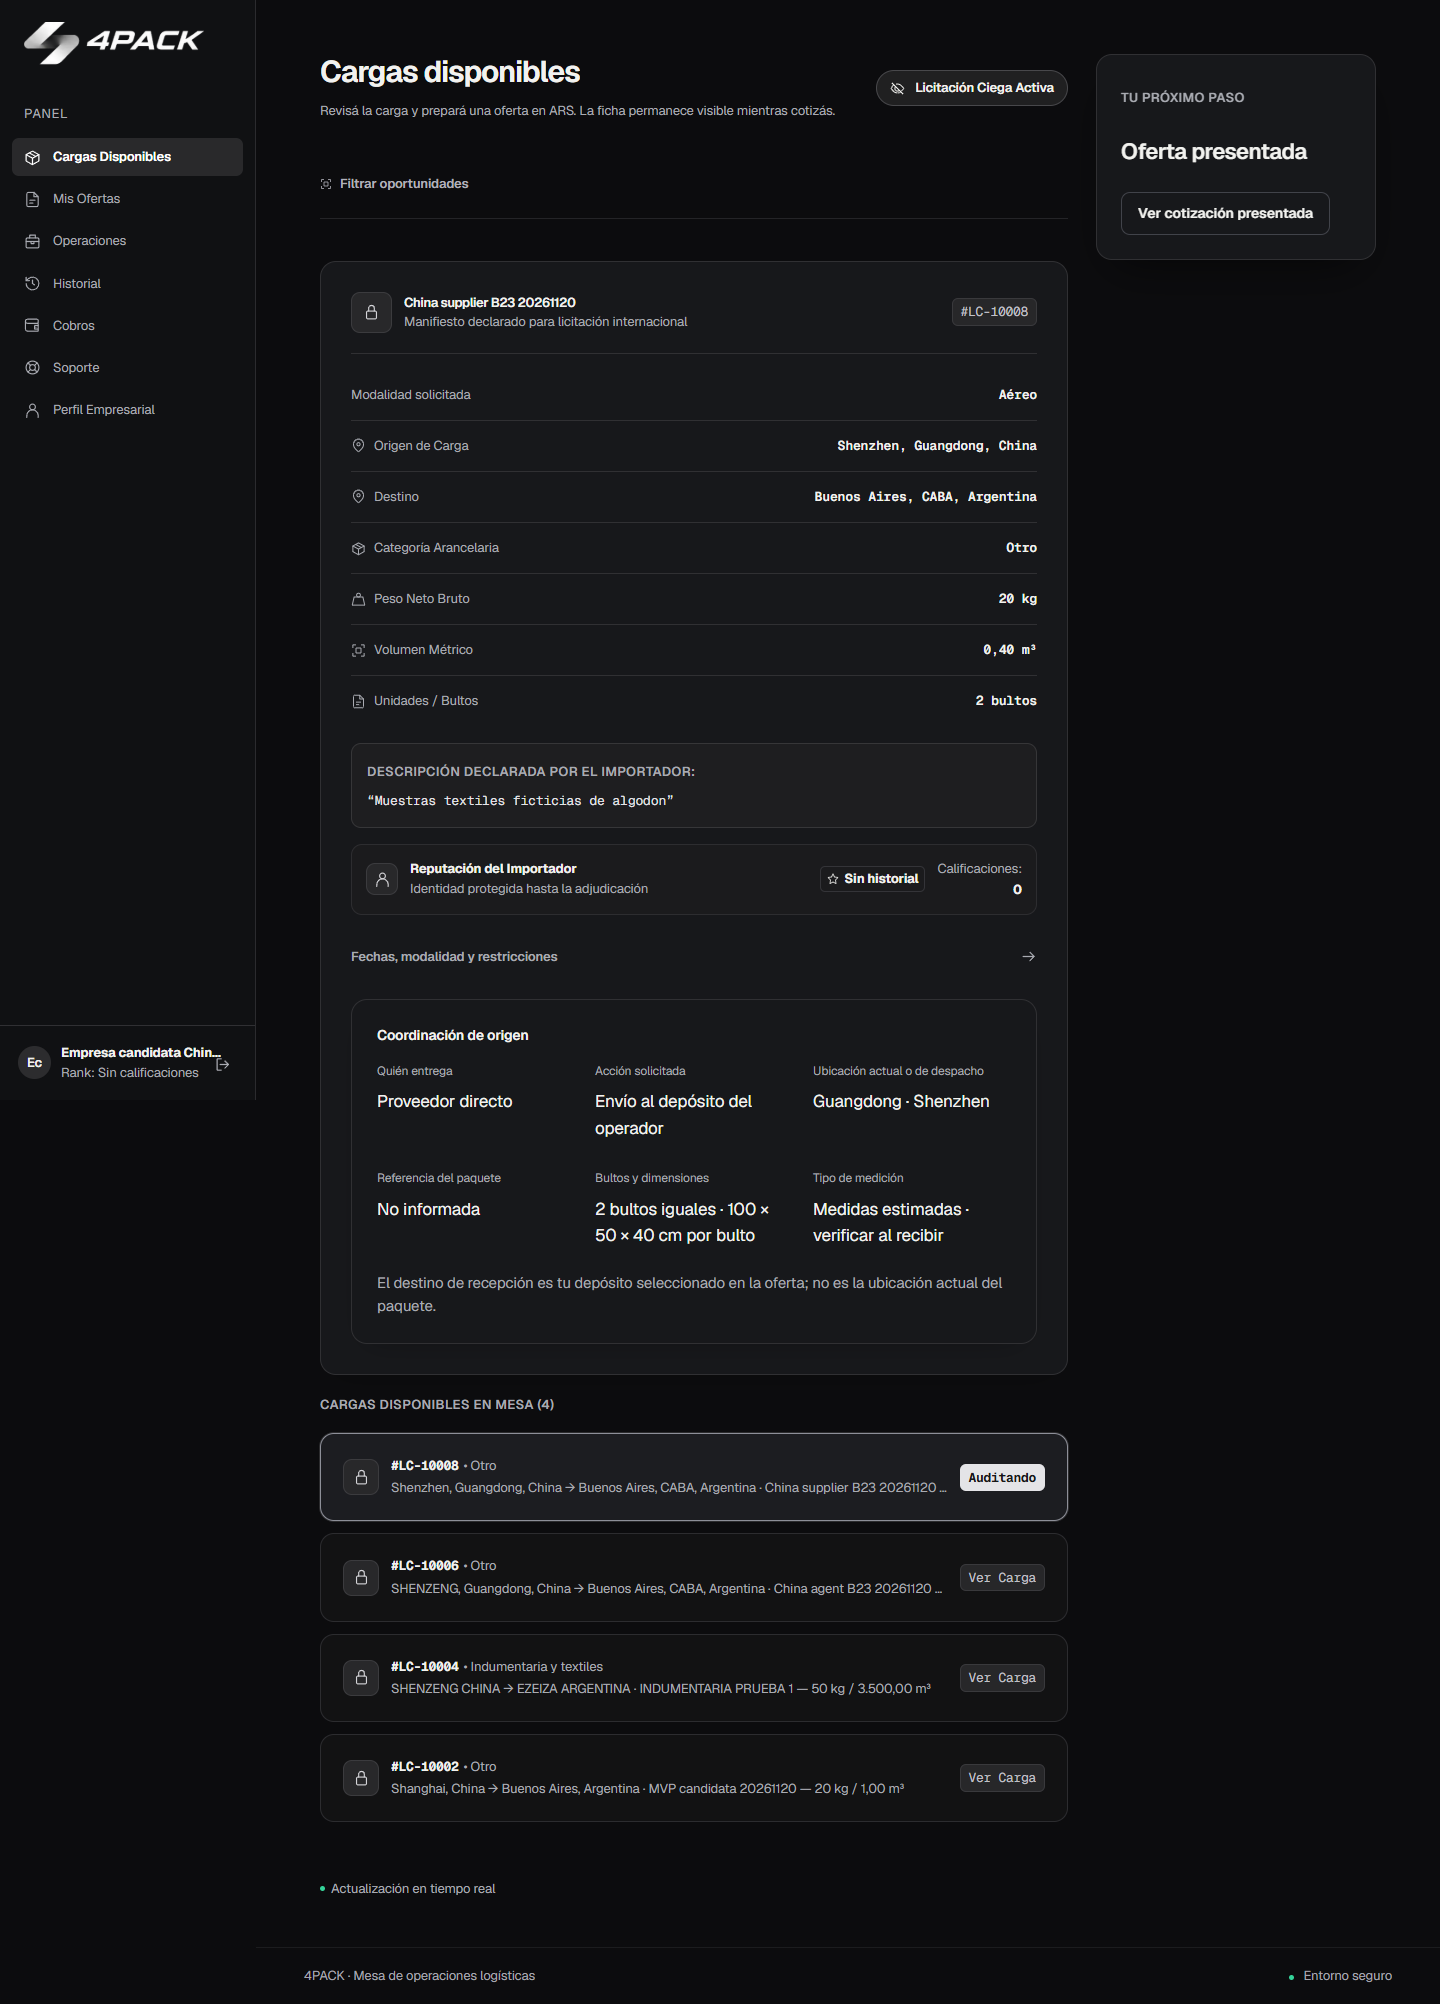 4PACK
PANEL
Cargas Disponibles
Mis Ofertas
Operaciones
Historial
Cobros
Soporte
Perfil Empresarial
Ec
Empresa candidata Chin...
Rank: Sin calificaciones
Cargas disponibles
Revisá la carga y prepará una oferta en ARS. La ficha permanece visible mientras cotizás.
Licitación Ciega Activa
Filtrar oportunidades
China supplier B23 20261120
Manifiesto declarado para licitación internacional
#LC-10008
Modalidad solicitada
Aéreo
Origen de Carga
Shenzhen, Guangdong, China
Destino
Buenos Aires, CABA, Argentina
Categoría Arancelaria
Otro
Peso Neto Bruto
20 kg
Volumen Métrico
0,40 m³
Unidades / Bultos
2 bultos
DESCRIPCIÓN DECLARADA POR EL IMPORTADOR:
“Muestras textiles ficticias de algodon”
Reputación del Importador
Identidad protegida hasta la adjudicación
Sin historial
Calificaciones:
0
Fechas, modalidad y restricciones
Coordinación de origen
Quién entrega
Proveedor directo
Acción solicitada
Envío al depósito del
operador
Ubicación actual o de despacho
Guangdong · Shenzhen
Referencia del paquete
No informada
Bultos y dimensiones
2 bultos iguales · 100 ×
50 × 40 cm por bulto
Tipo de medición
Medidas estimadas ·
verificar al recibir
El destino de recepción es tu depósito seleccionado en la oferta; no es la ubicación actual del
paquete.
CARGAS DISPONIBLES EN MESA (4)
#LC-10008 • Otro
Shenzhen, Guangdong, China → Buenos Aires, CABA, Argentina · China supplier B23 20261120 ...
Auditando
#LC-10006 • Otro
SHENZENG, Guangdong, China → Buenos Aires, CABA, Argentina · China agent B23 20261120 ...
Ver Carga
#LC-10004 • Indumentaria y textiles
SHENZENG CHINA → EZEIZA ARGENTINA · INDUMENTARIA PRUEBA 1 — 50 kg / 3.500,00 m³
Ver Carga
#LC-10002 • Otro
Shanghai, China → Buenos Aires, Argentina · MVP candidata 20261120 — 20 kg / 1,00 m³
Ver Carga
Actualización en tiempo real
TU PRÓXIMO PASO
Oferta presentada
Ver cotización presentada
4PACK · Mesa de operaciones logísticas
Entorno seguro